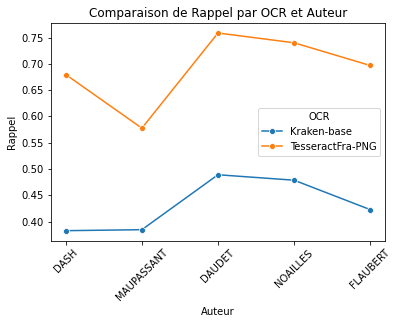 Comparaison de Rappel par OCR et Auteur
Rappel
0.75
0.70
0.65
0.60
0.55
0.50
0.45
0.40
OCR
Kraken-base
TesseractFra-PNG
DASH
MAUPASSANT
DAUDET
NOAILLES
FLAUBERT
Auteur